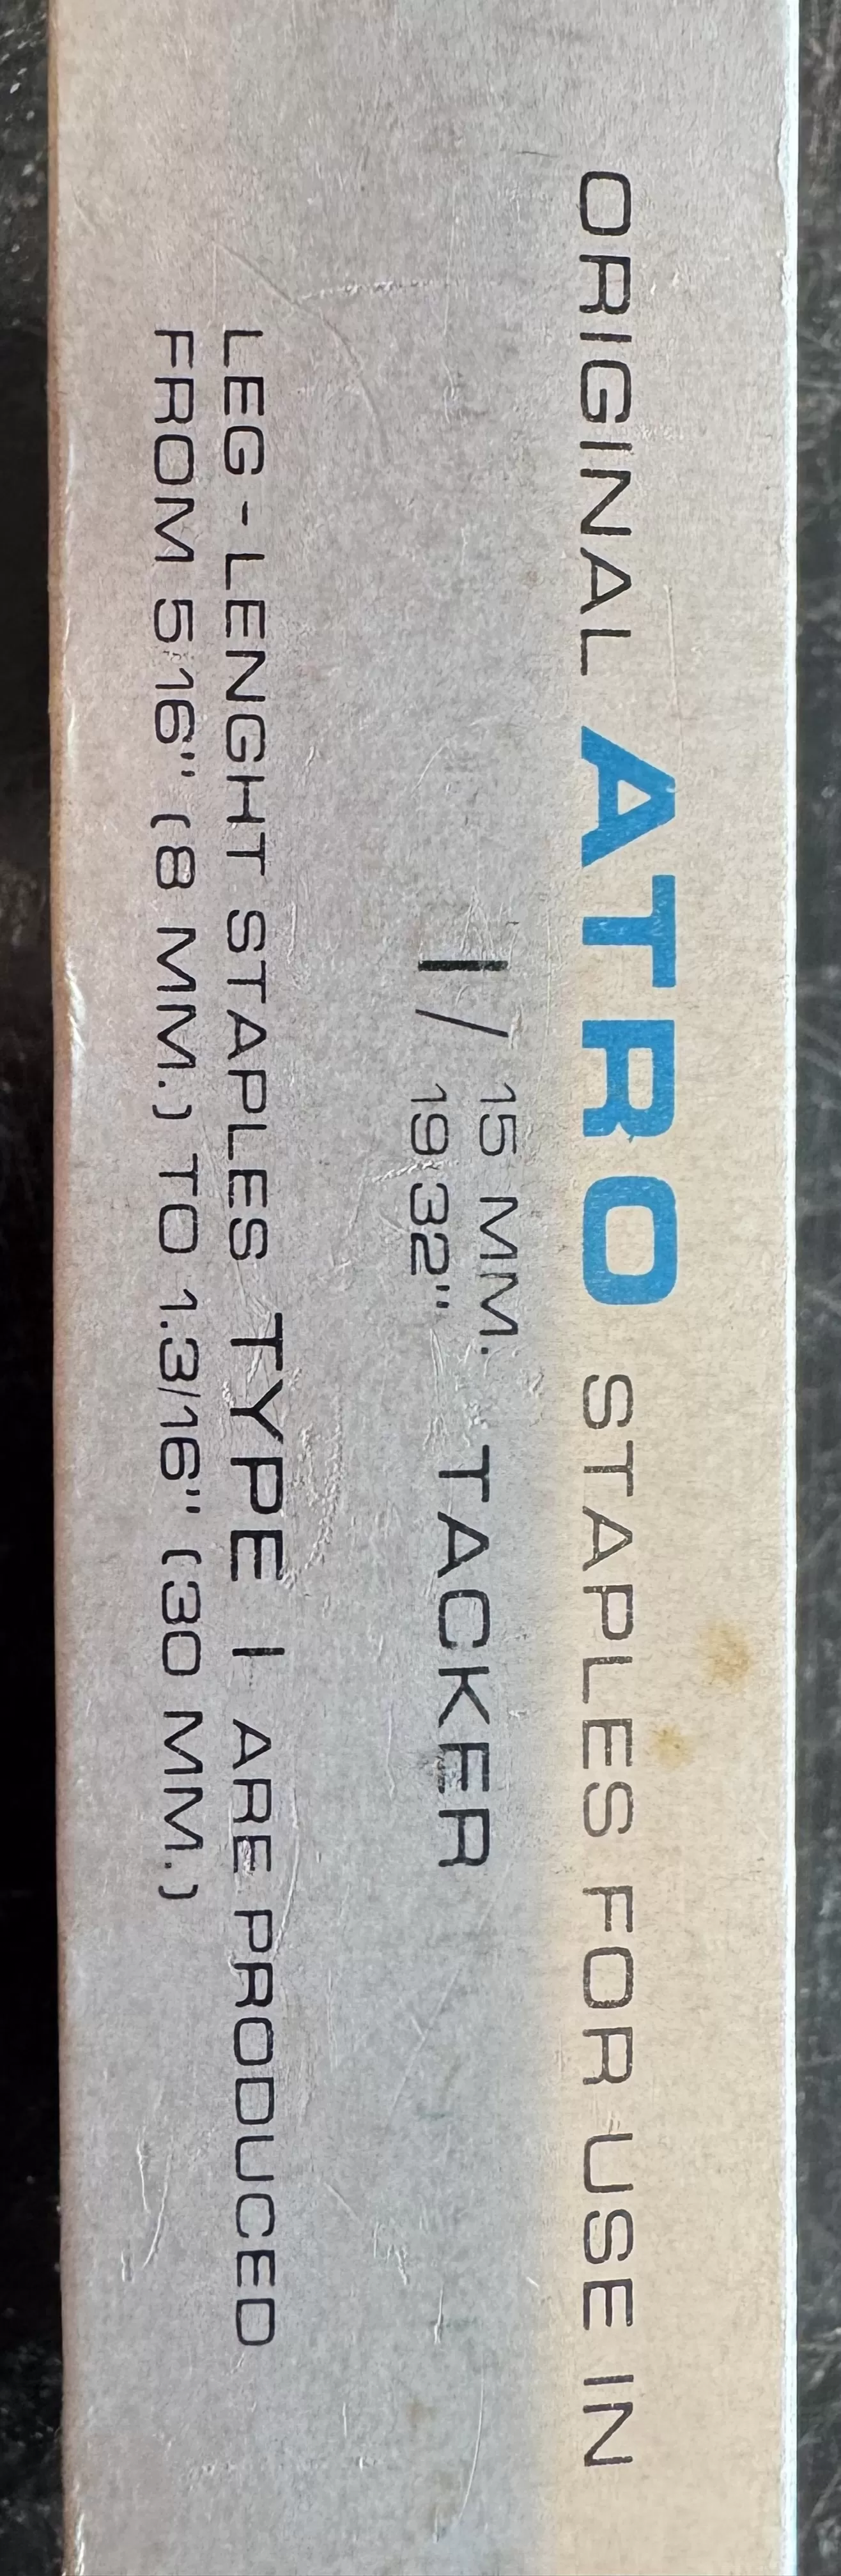 ORIGINAL ATRO STAPLES FOR USE IN
I / 15 MM. TACKER
19 32"
LEG-LENGHT STAPLES TYPE I ARE PRODUCED
FROM 5 16" (8 MM.) TO 1.3/16" (30 MM.)